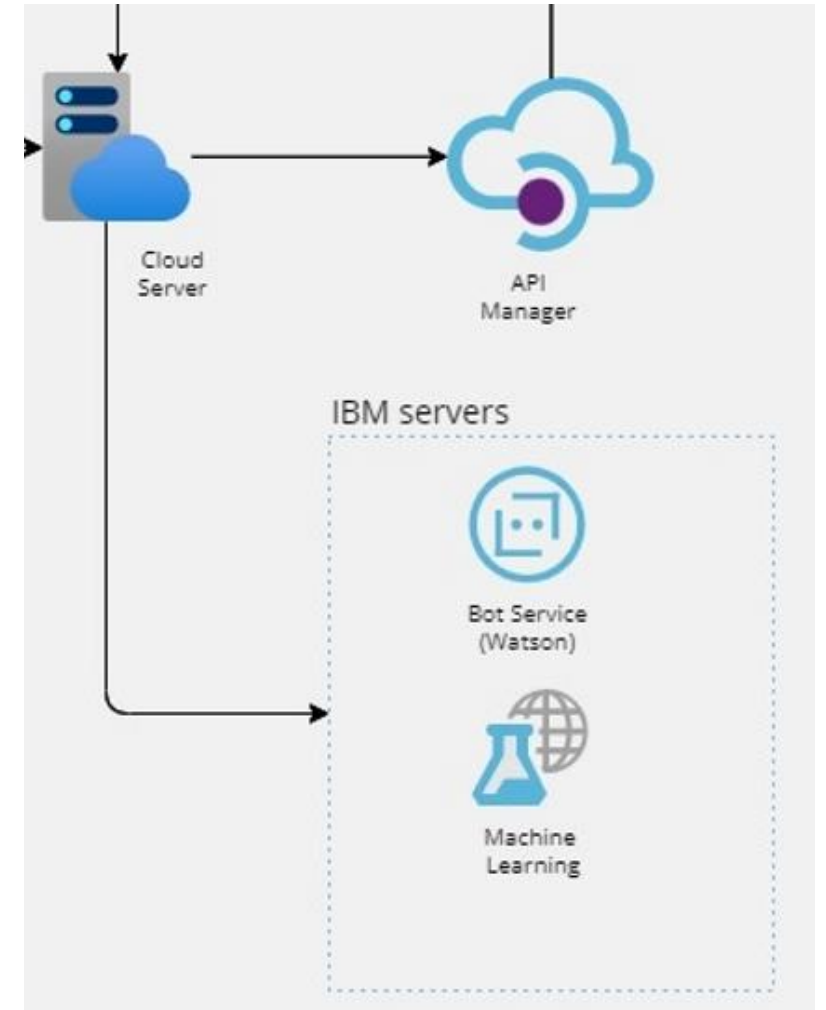 Cloud
Server
API
Manager
IBM servers
Bot Service
(Watson)
Machine
Learning